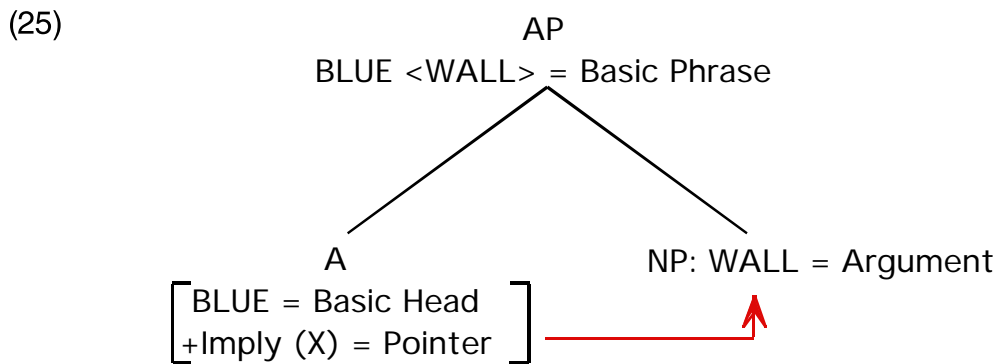 (25)
AP
BLUE <WALL> = Basic Phrase
A
NP: WALL = Argument
BLUE = Basic Head
+Imply (X) = Pointer